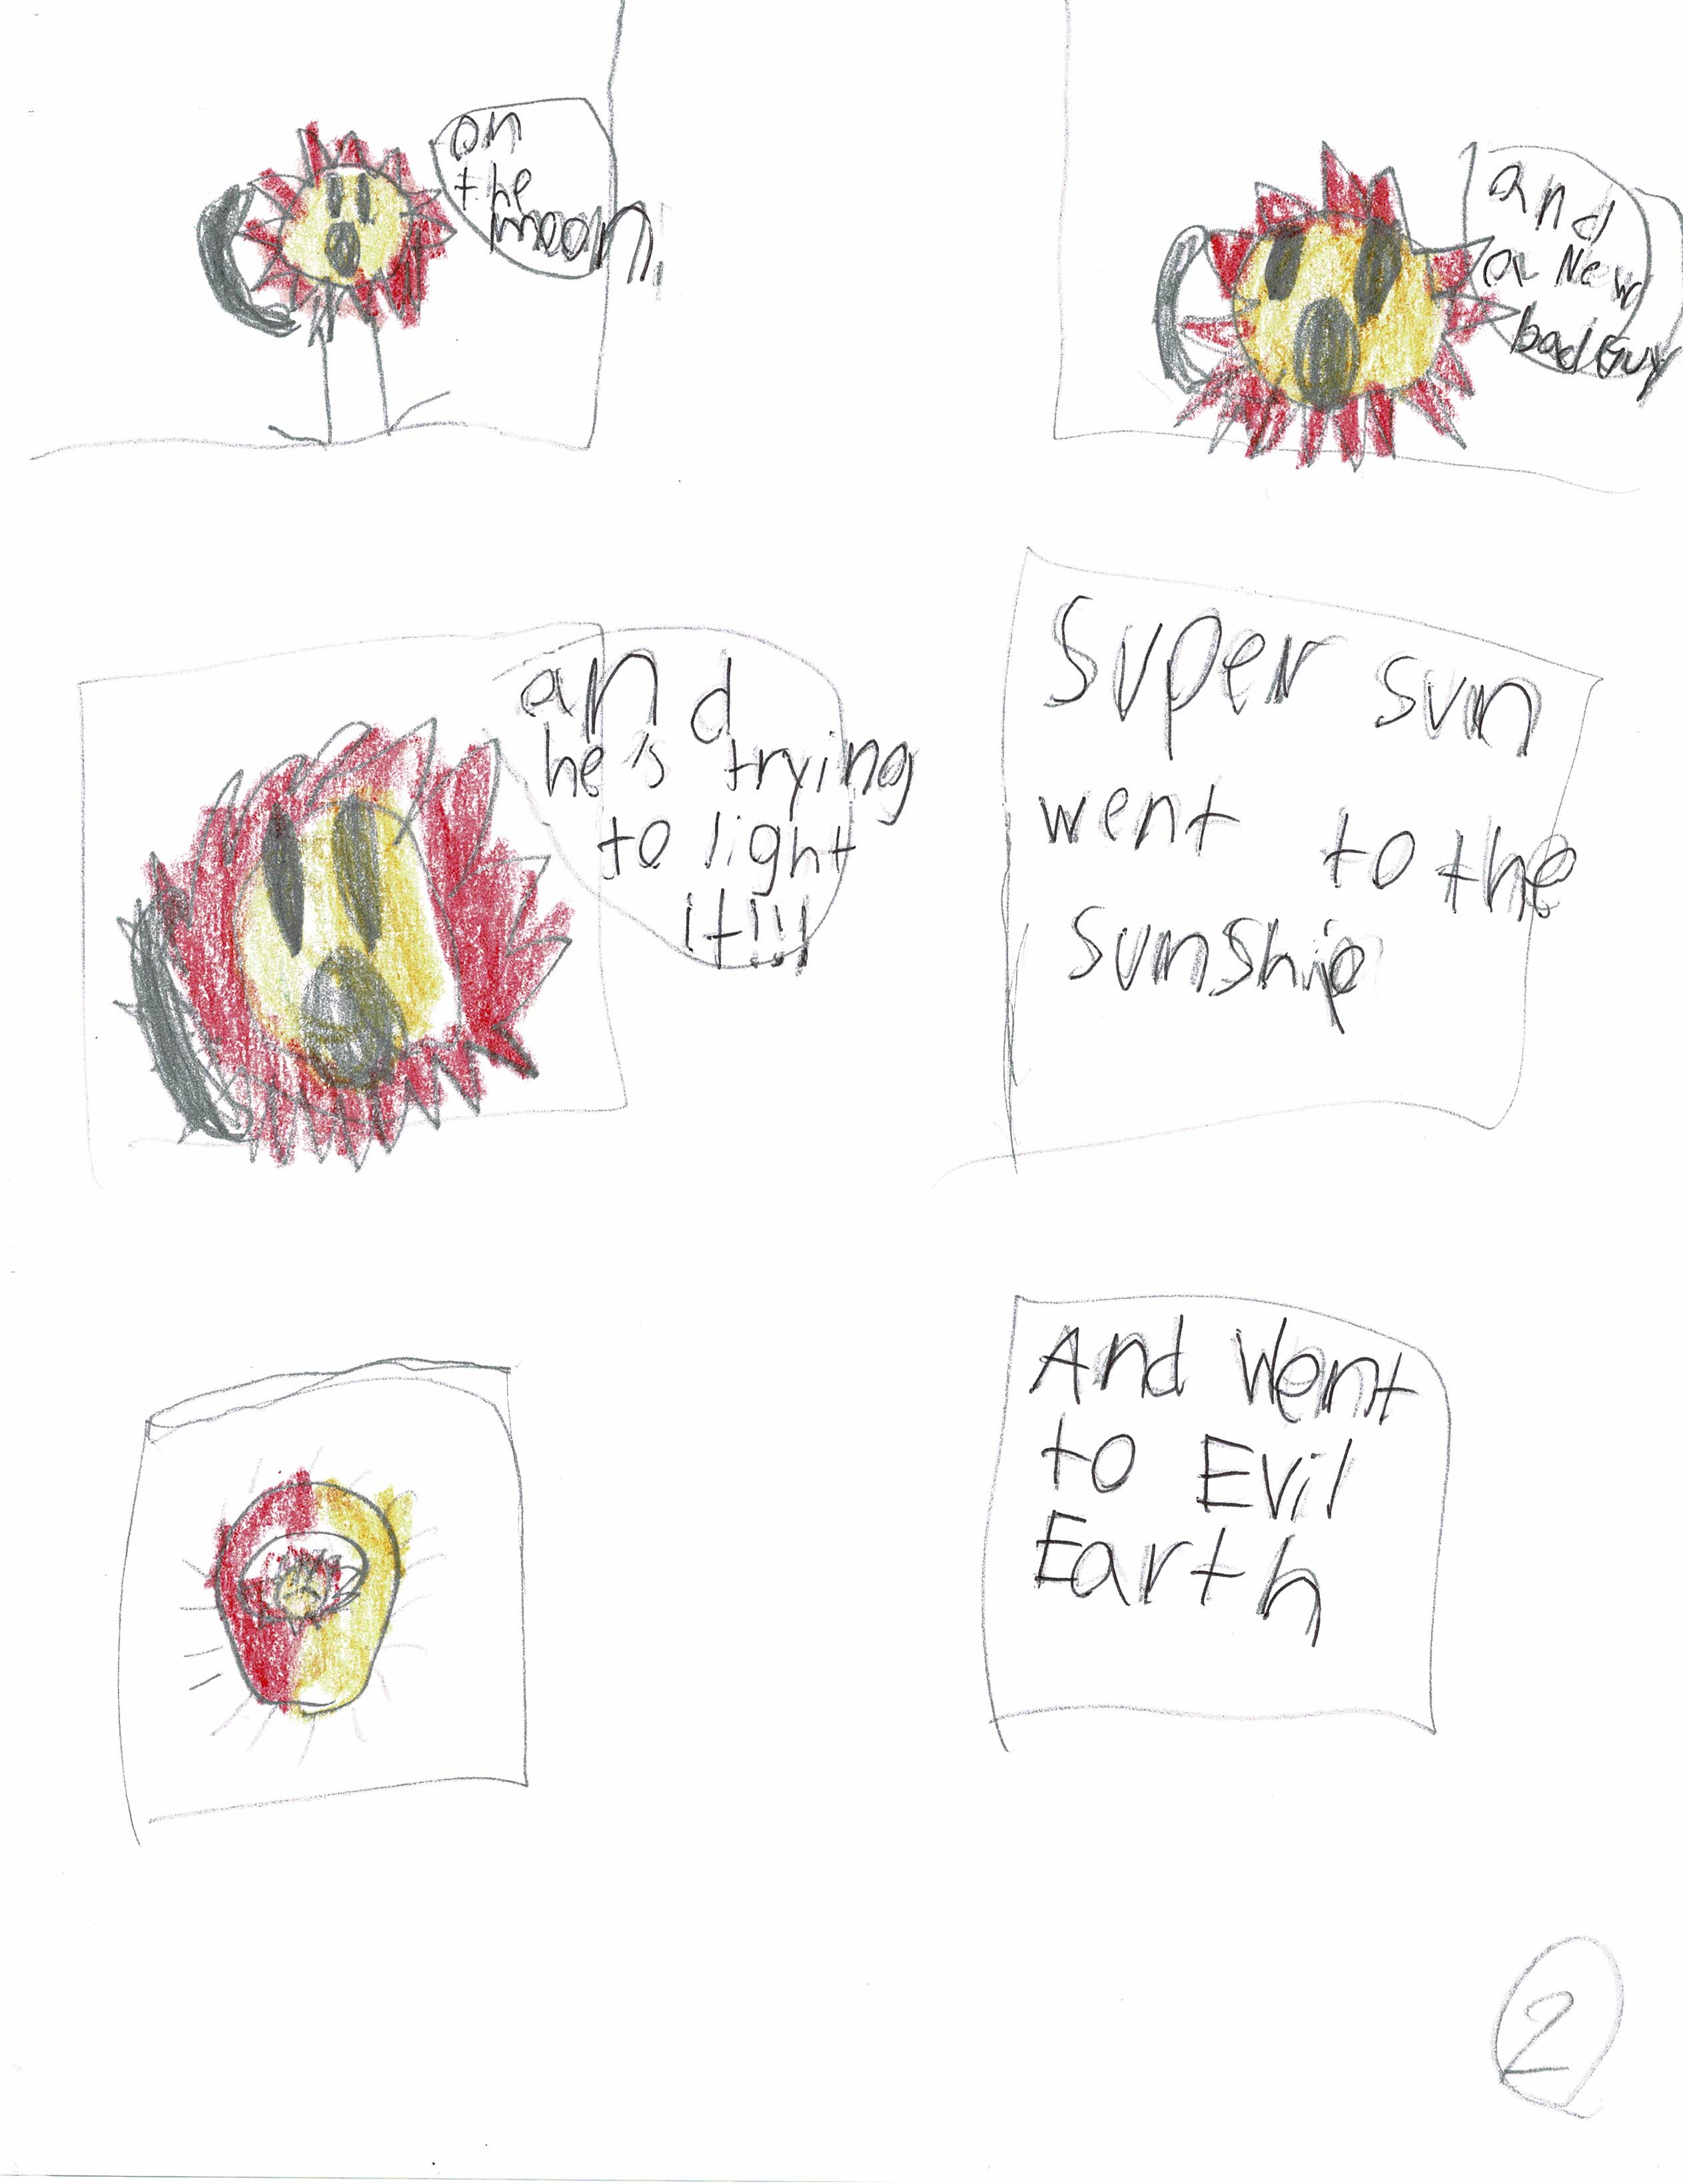 on
the
moon,
and
a New
bad Guy
and
he's trying
to light
it!!!
Super sun
went to the
Sunship
And Went
to Evil
Earth
2